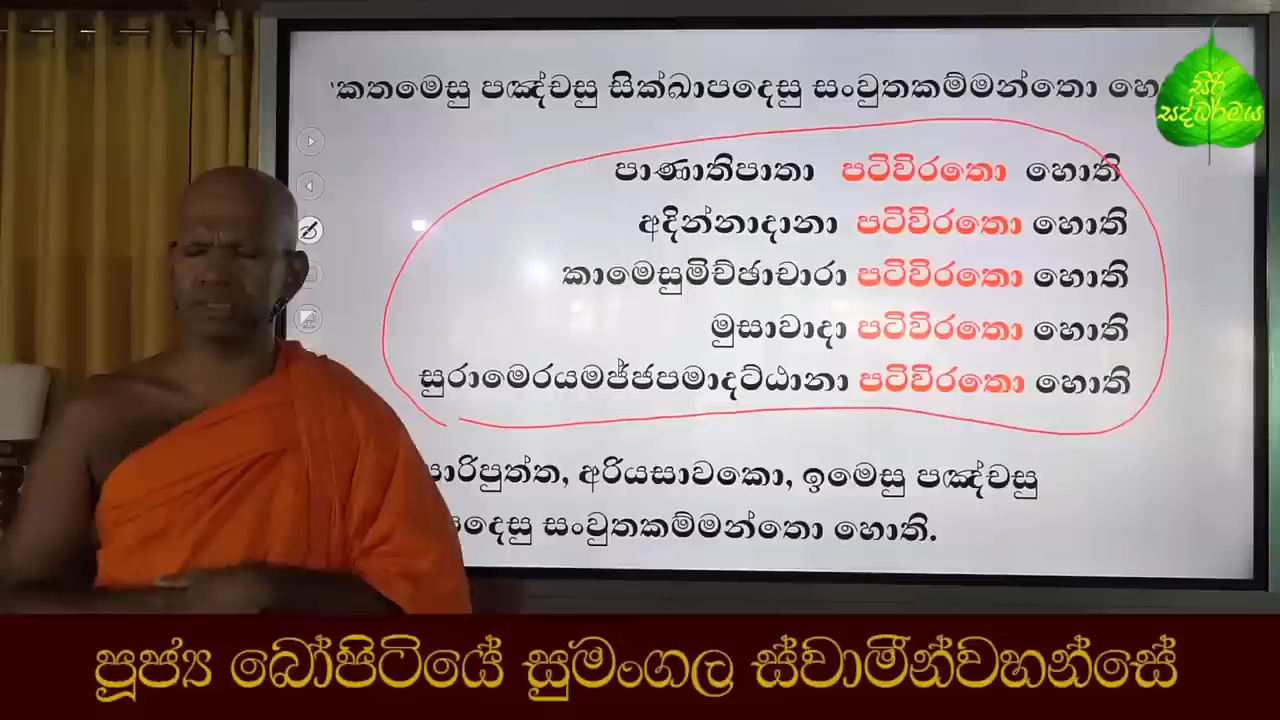 ‘කතමෙසු පඤ්චසු සික්ඛාපදෙසු සංවුතකම්මන්තො හො
සිරි
සද්ධර්මය
පාණාතිපාතා පටිවිරතො හොති
අදින්නාදානා පටිවිරතො හොති
කාමෙසුමිච්ඡාචාරා පටිවිරතො හොති
මුසාවාදා පටිවිරතො හොති
සුරාමෙරයමජ්ජපමාදට්ඨානා පටිවිරතො හොති
සාරිපුත්ත, අරියසාවකො, ඉමෙසු පඤ්චසු
පදෙසු සංවුතකම්මන්තො හොති.
පූජ්‍ය බෝපිටියේ සුමංගල ස්වාමීන්වහන්සේ